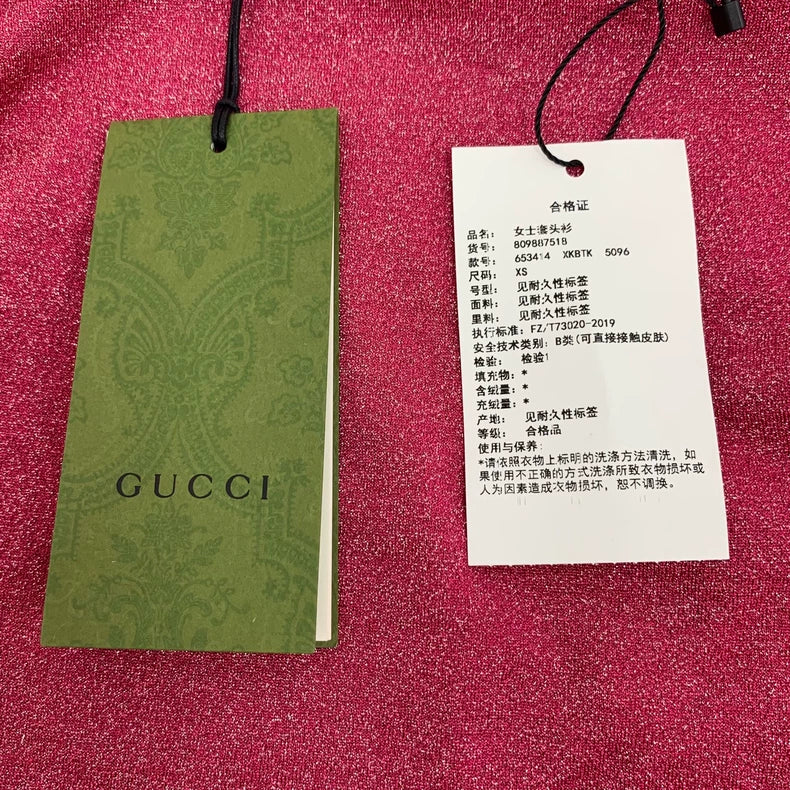 GUCCI
合格证
品名： 女士套头衫
货号： 809887518
款号： 653414 XKBTK 5096
尺码： XS
号型： 见耐久性标签
面料： 见耐久性标签
里料： 见耐久性标签
执行标准：FZ/T73020-2019
安全技术类别：B类(可直接接触皮肤)
检验： 检验1
填充物：*
含绒量：*
充绒量：*
产地： 见耐久性标签
等级： 合格品
使用与保养：
*请依照衣物上标明的洗涤方法清洗，如
果使用不正确的方式洗涤所致衣物损坏或
人为因素造成衣物损坏，恕不调换。